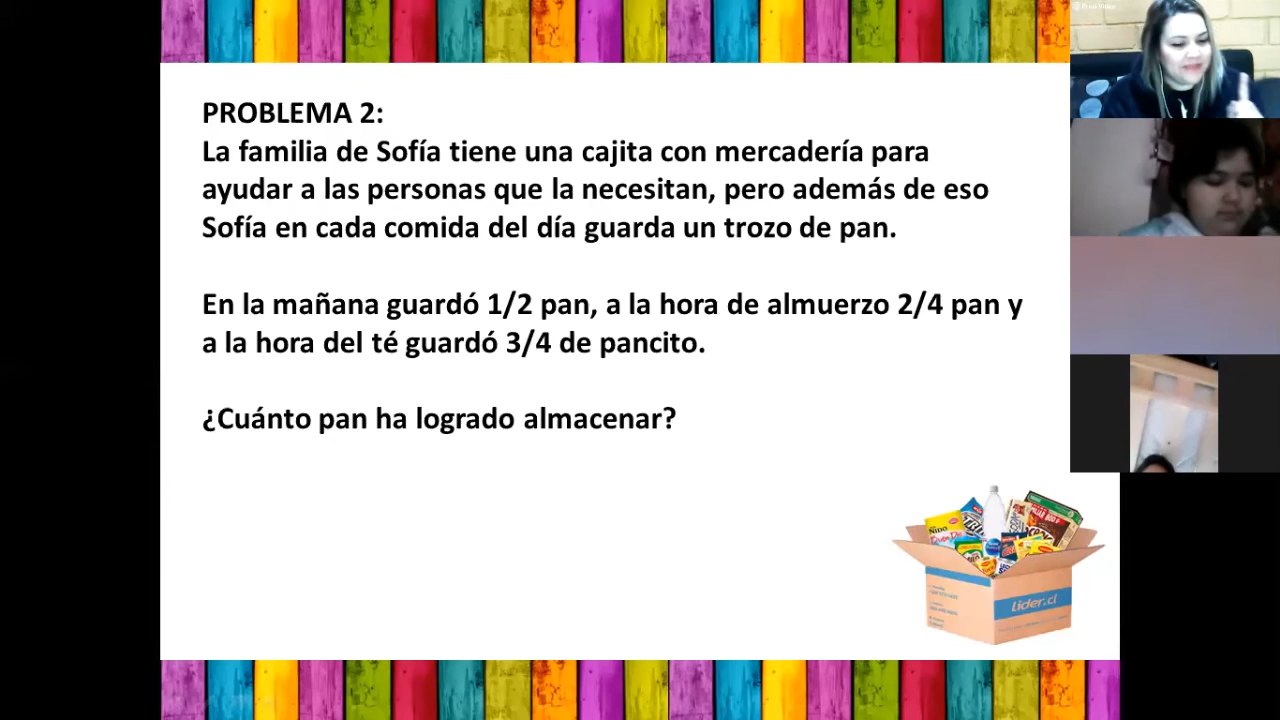 PROBLEMA 2:
La familia de Sofía tiene una cajita con mercadería para
ayudar a las personas que la necesitan, pero además de eso
Sofía en cada comida del día guarda un trozo de pan.
En la mañana guardó 1/2 pan, a la hora de almuerzo 2/4 pan y
a la hora del té guardó 3/4 de pancito.
¿Cuánto pan ha logrado almacenar?
NIDO
Lider.cl